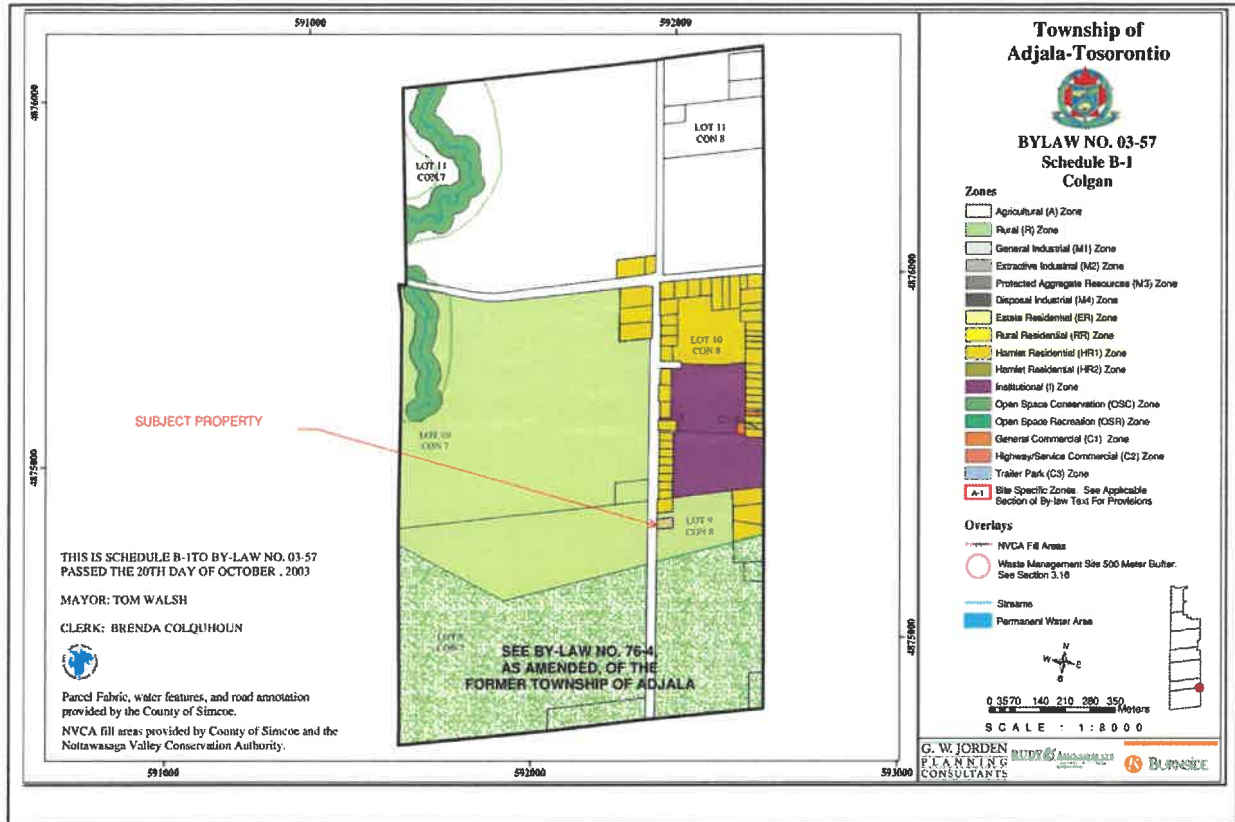 591000
592000
4876000
4876000
4875000
4875000
591000
592000
593000
LOT 11
CON 8
LOT 11
CON 7
LOT 10
CON 8
LOT 10
CON 7
LOT 9
CON 8
SUBJECT PROPERTY
SEE BY-LAW NO. 76-4,
AS AMENDED, OF THE
FORMER TOWNSHIP OF ADJALA
THIS IS SCHEDULE B-1TO BY-LAW NO. 03-57
PASSED THE 20TH DAY OF OCTOBER , 2003
MAYOR: TOM WALSH
CLERK: BRENDA COLQUHOUN
Parcel Fabric, water features, and road annotation
provided by the County of Simcoe.
NVCA fill areas provided by County of Simcoe and the
Nottawasaga Valley Conservation Authority.
Township of
Adjala-Tosorontio
BYLAW NO. 03-57
Schedule B-1
Colgan
Zones
Agricultural (A) Zone
Rural (R) Zone
General Industrial (M1) Zone
Extractive Industrial (M2) Zone
Protected Aggregate Resources (M3) Zone
Disposal Industrial (M4) Zone
Estate Residential (ER) Zone
Rural Residential (RR) Zone
Hamlet Residential (HR1) Zone
Hamlet Residential (HR2) Zone
Institutional (I) Zone
Open Space Conservation (OSC) Zone
Open Space Recreation (OSR) Zone
General Commercial (C1) Zone
Highway/Service Commercial (C2) Zone
Trailer Park (C3) Zone
A-1 Site Specific Zones. See Applicable
Section of By-law Text For Provisions
Overlays
NVCA Fill Areas
Waste Management Site 500 Meter Buffer.
See Section 3.16
Streams
Permanent Water Area
N
W E
S
0 35 70 140 210 280 350
Meters
SCALE : 1:8000
G. W. JORDEN
PLANNING
CONSULTANTS
RUDY & Associates
BURNSIDE